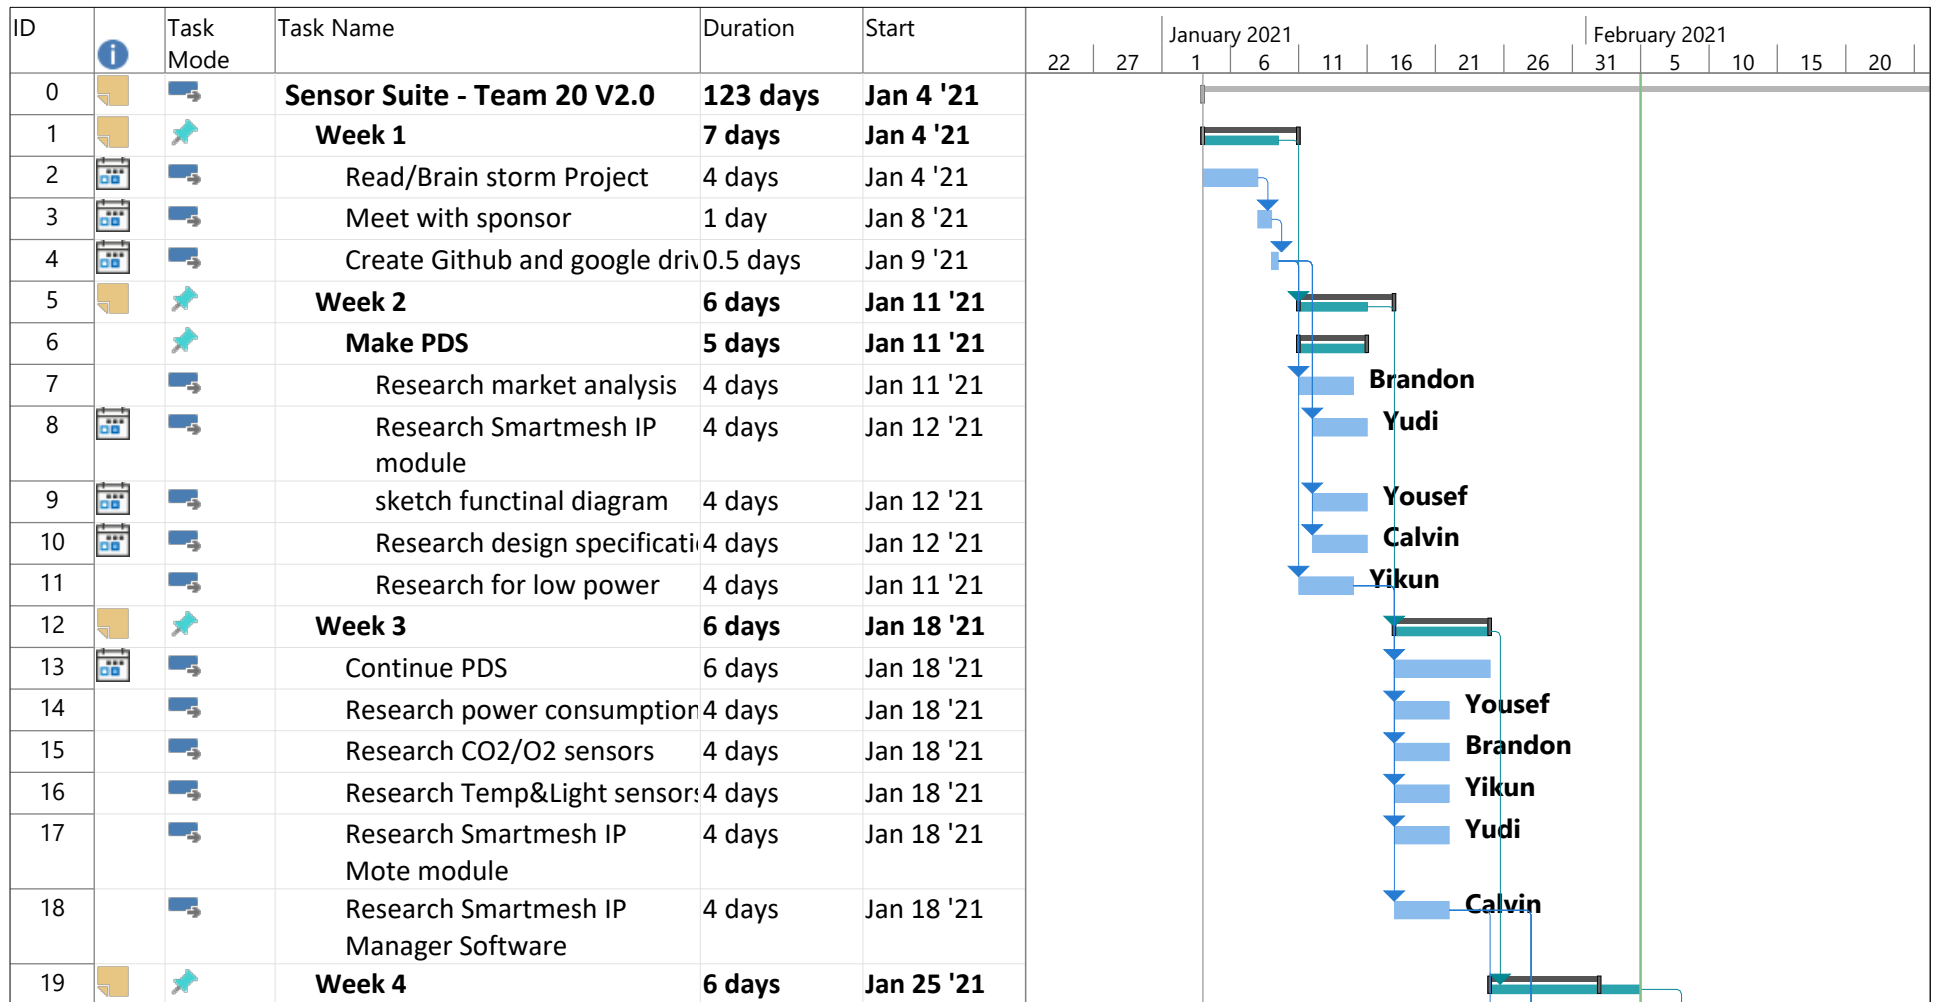 ID Task Mode Task Name Duration Start
January 2021 February 2021
22 27 1 6 11 16 21 26 31 5 10 15 20
0 Sensor Suite - Team 20 V2.0 123 days Jan 4 '21
1 Week 1 7 days Jan 4 '21
2 Read/Brain storm Project 4 days Jan 4 '21
3 Meet with sponsor 1 day Jan 8 '21
4 Create Github and google driv 0.5 days Jan 9 '21
5 Week 2 6 days Jan 11 '21
6 Make PDS 5 days Jan 11 '21
7 Research market analysis 4 days Jan 11 '21 Brandon
8 Research Smartmesh IP 4 days Jan 12 '21 Yudi
module
9 sketch functinal diagram 4 days Jan 12 '21 Yousef
10 Research design specificati 4 days Jan 12 '21 Calvin
11 Research for low power 4 days Jan 11 '21 Yikun
12 Week 3 6 days Jan 18 '21
13 Continue PDS 6 days Jan 18 '21
14 Research power consumption 4 days Jan 18 '21 Yousef
15 Research CO2/O2 sensors 4 days Jan 18 '21 Brandon
16 Research Temp&Light sensors 4 days Jan 18 '21 Yikun
17 Research Smartmesh IP 4 days Jan 18 '21 Yudi
Mote module
18 Research Smartmesh IP 4 days Jan 18 '21 Calvin
Manager Software
19 Week 4 6 days Jan 25 '21